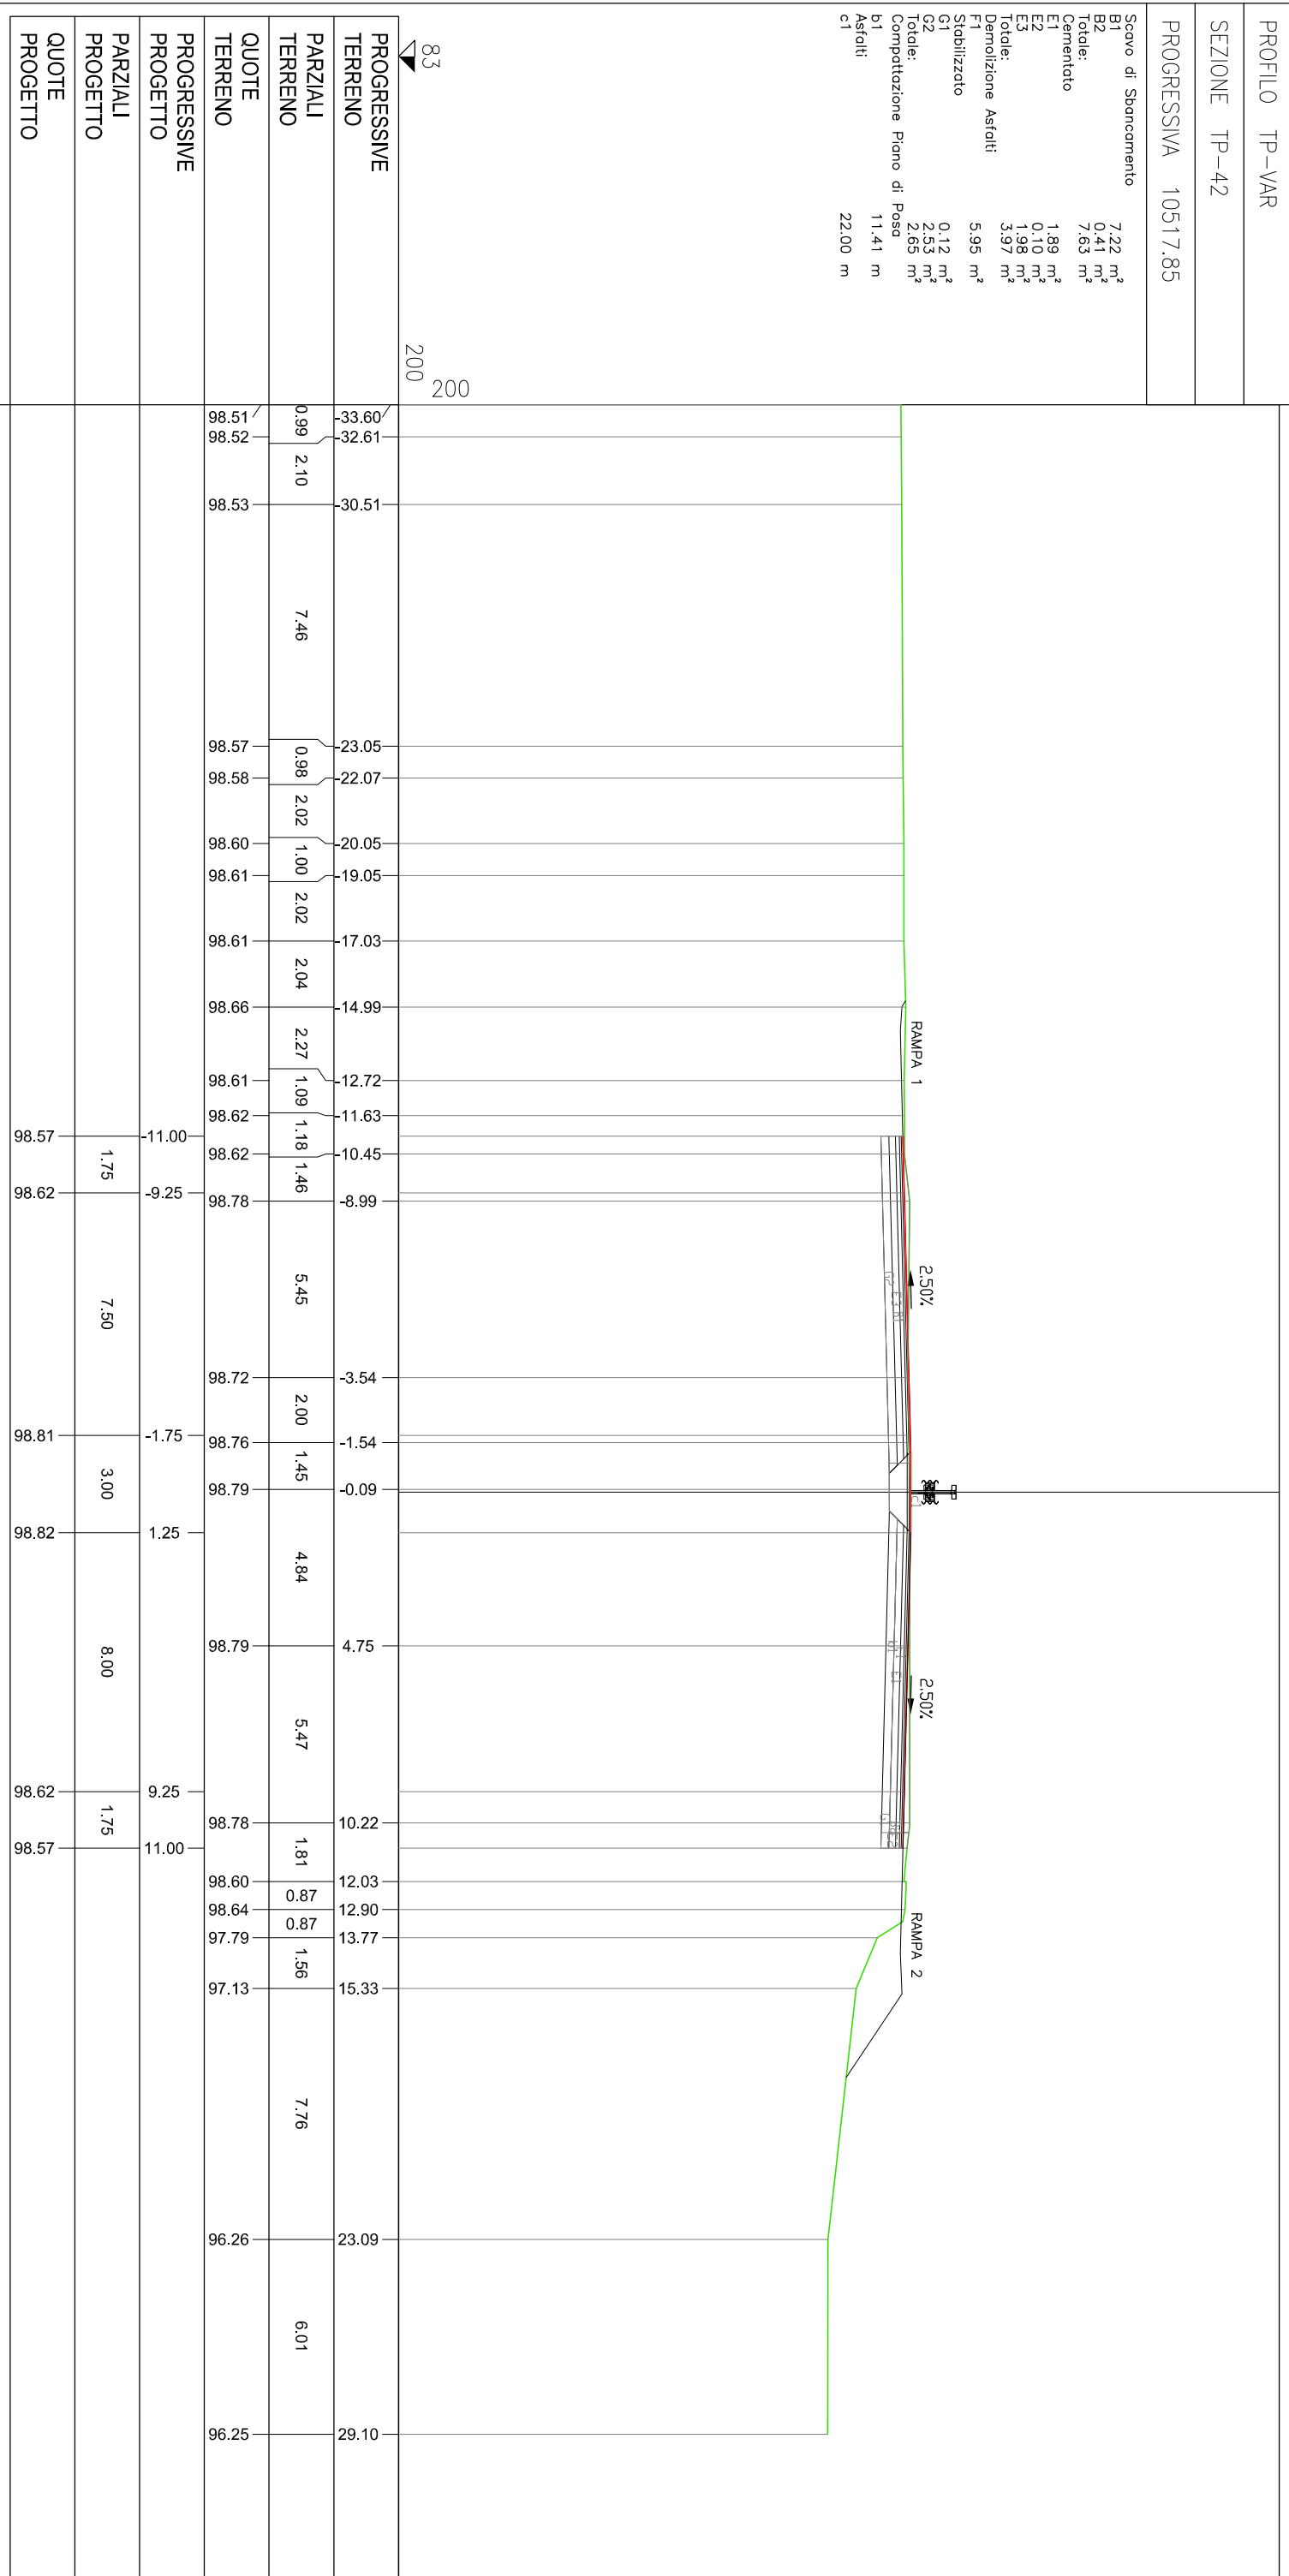 PROFILO TP-VAR
SEZIONE TP-42
PROGRESSIVA 10517.85
Scavo di Sbancamento
B1 7.22 m²
B2 0.41 m²
Totale: 7.63 m²
Cementato
E1 1.89 m²
E2 0.10 m²
E3 1.98 m²
Totale: 3.97 m²
Demolizione Asfalti
F1 5.95 m²
Stabilizzato
G1 0.12 m²
G2 2.53 m²
Totale: 2.65 m²
Compattazione Piano di Posa
b1 11.41 m
Asfalti
c1 22.00 m
RAMPA 1
2.50%
C1
2.50%
RAMPA 2
G2 E3 B1
E1
83
200
200
PROGRESSIVE TERRENO
-33.60 -32.61 -30.51 -23.05 -22.07 -20.05 -19.05 -17.03 -14.99 -12.72 -11.63 -10.45 -8.99 -3.54 -1.54 -0.09 4.75 10.22 12.03 12.90 13.77 15.33 23.09 29.10
PARZIALI TERRENO
0.99 2.10 7.46 0.98 2.02 1.00 2.02 2.04 2.27 1.09 1.18 1.46 5.45 2.00 1.45 4.84 5.47 1.81 0.87 0.87 1.56 7.76 6.01
QUOTE TERRENO
98.51 98.52 98.53 98.57 98.58 98.60 98.61 98.61 98.66 98.61 98.62 98.62 98.78 98.72 98.76 98.79 98.79 98.78 98.60 98.64 97.79 97.13 96.26 96.25
PROGRESSIVE PROGETTO
-11.00 -9.25 -1.75 1.25 9.25 11.00
PARZIALI PROGETTO
1.75 7.50 3.00 8.00 1.75
QUOTE PROGETTO
98.57 98.62 98.81 98.82 98.62 98.57